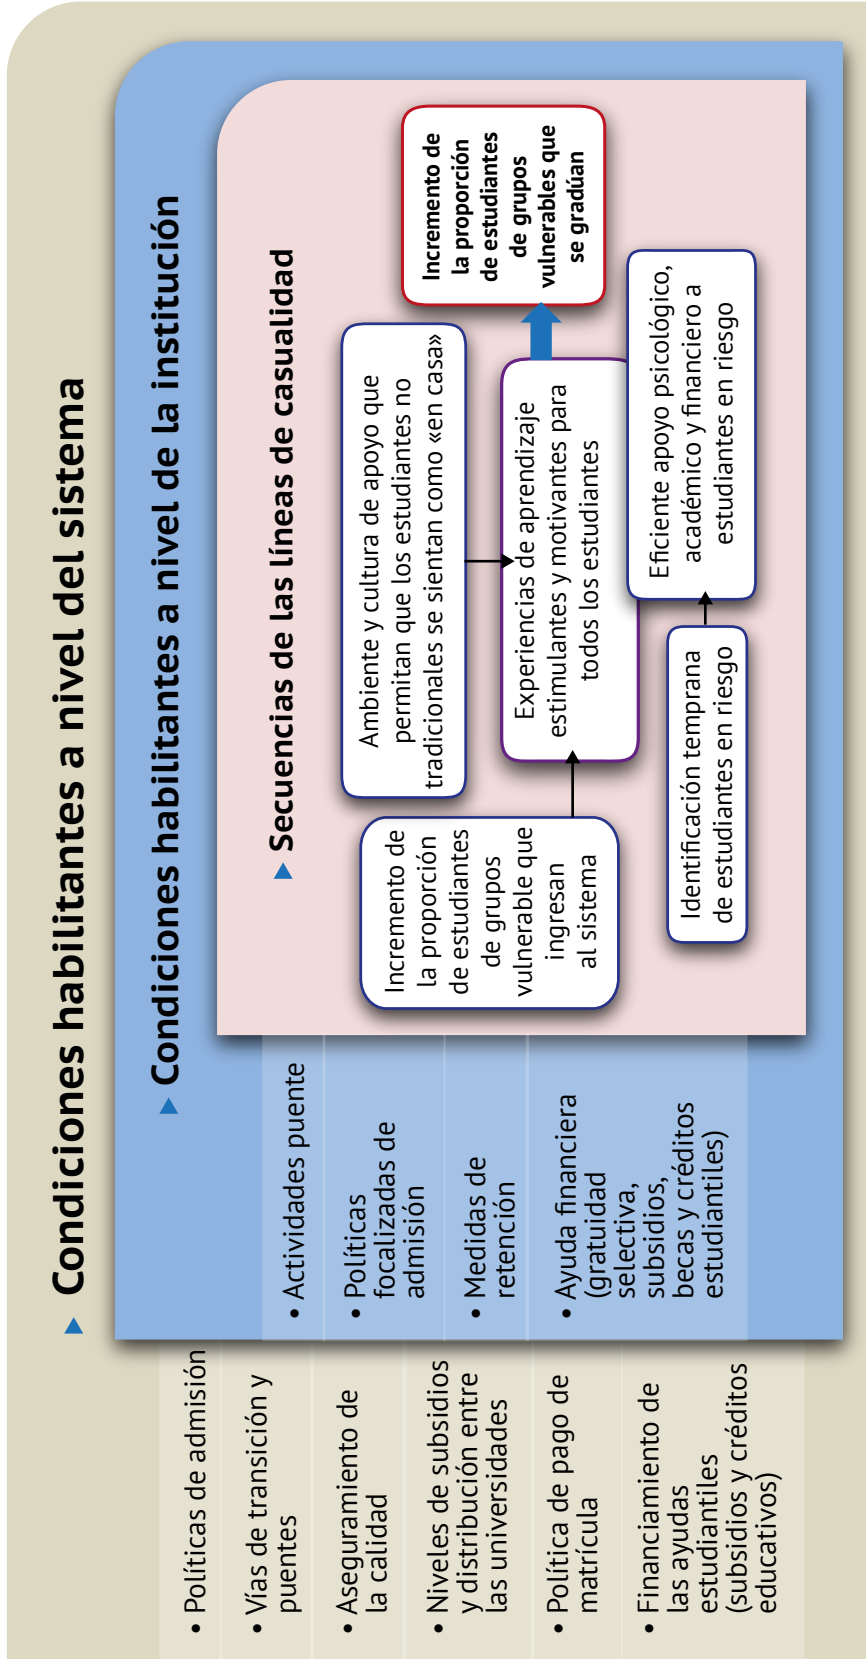 Condiciones habilitantes a nivel del sistema
• Políticas de admisión
• Vías de transición y
puentes
• Aseguramiento de
la calidad
• Niveles de subsidios
y distribución entre
las universidades
• Política de pago de
matrícula
• Financiamiento de
las ayudas
estudiantiles
(subsidios y créditos
educativos)
Condiciones habilitantes a nivel de la institución
• Actividades puente
• Políticas
focalizadas de
admisión
• Medidas de
retención
• Ayuda financiera
(gratuidad
selectiva,
subsidios,
becas y créditos
estudiantiles)
Secuencias de las líneas de casualidad
Incremento de
la proporción
de estudiantes
de grupos
vulnerable que
ingresan
al sistema
Ambiente y cultura de apoyo que
permitan que los estudiantes no
tradicionales se sientan como «en casa»
Experiencias de aprendizaje
estimulantes y motivantes para
todos los estudiantes
Identificación temprana
de estudiantes en riesgo
Eficiente apoyo psicológico,
académico y financiero a
estudiantes en riesgo
Incremento de
la proporción
de estudiantes
de grupos
vulnerables que
se gradúan